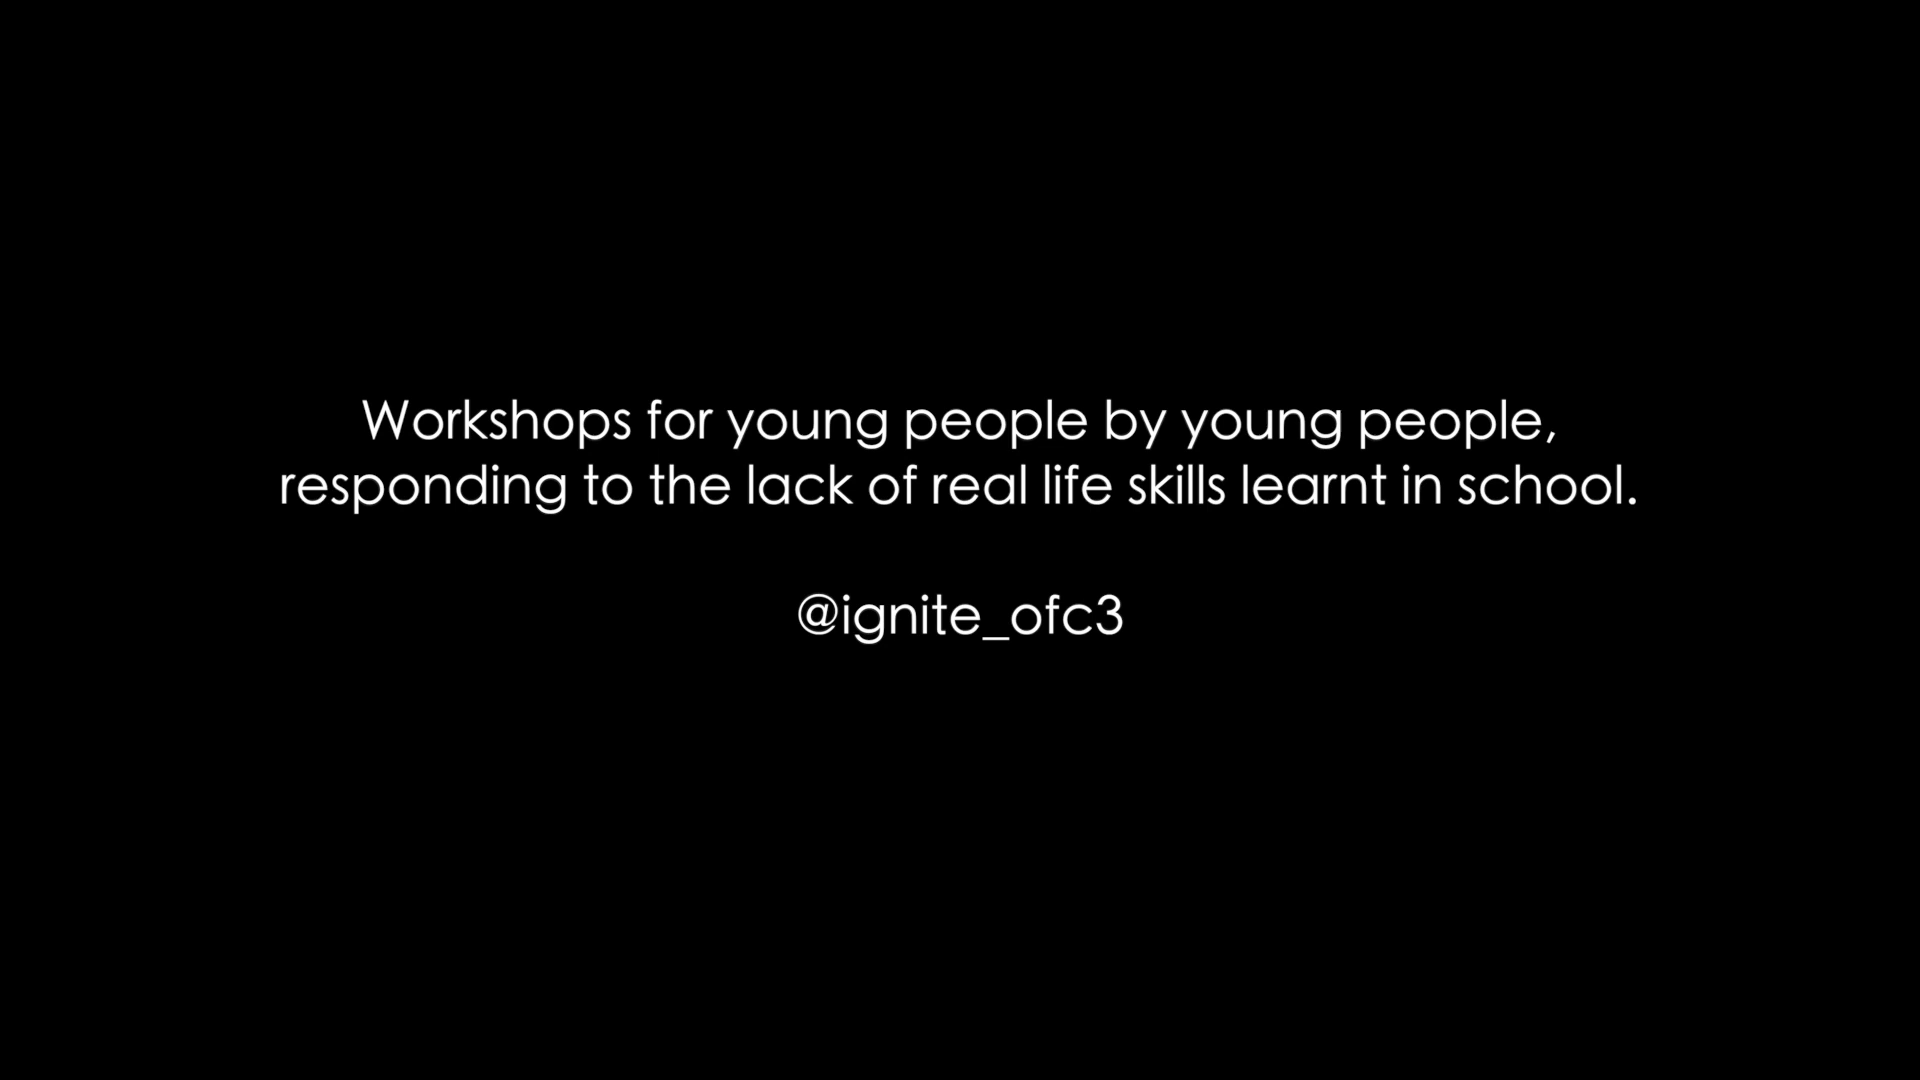 Workshops for young people by young people,
responding to the lack of real life skills learnt in school.
@ignite_ofc3